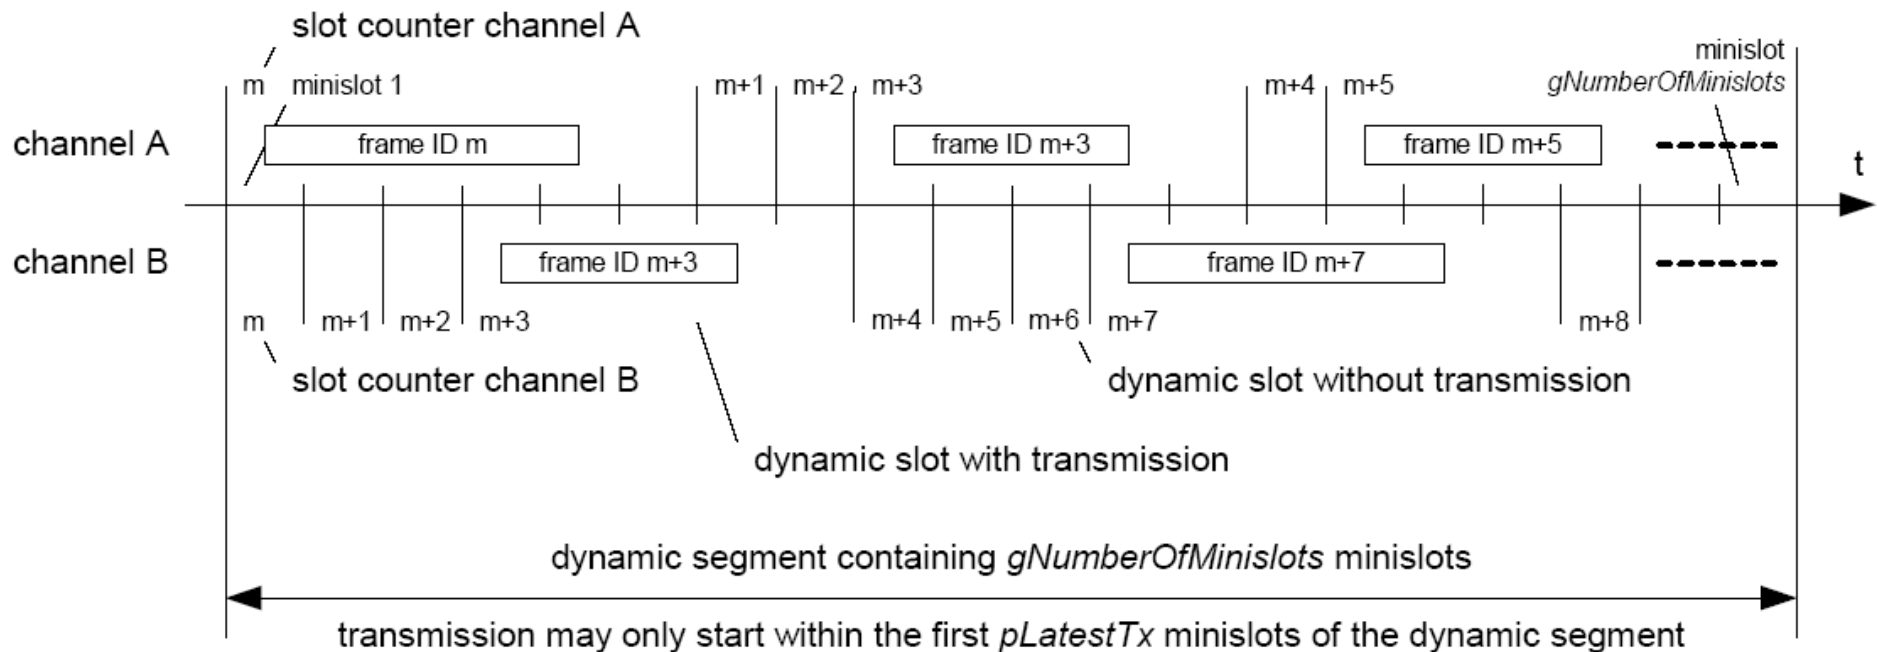 slot counter channel A
minislot
m minislot 1 m+1 m+2 m+3 m+4 m+5 gNumberOfMinislots
channel A frame ID m frame ID m+3 frame ID m+5
t
channel B frame ID m+3 frame ID m+7
m m+1 m+2 m+3 m+4 m+5 m+6 m+7 m+8
slot counter channel B dynamic slot without transmission
dynamic slot with transmission
dynamic segment containing gNumberOfMinislots minislots
transmission may only start within the first pLatestTx minislots of the dynamic segment